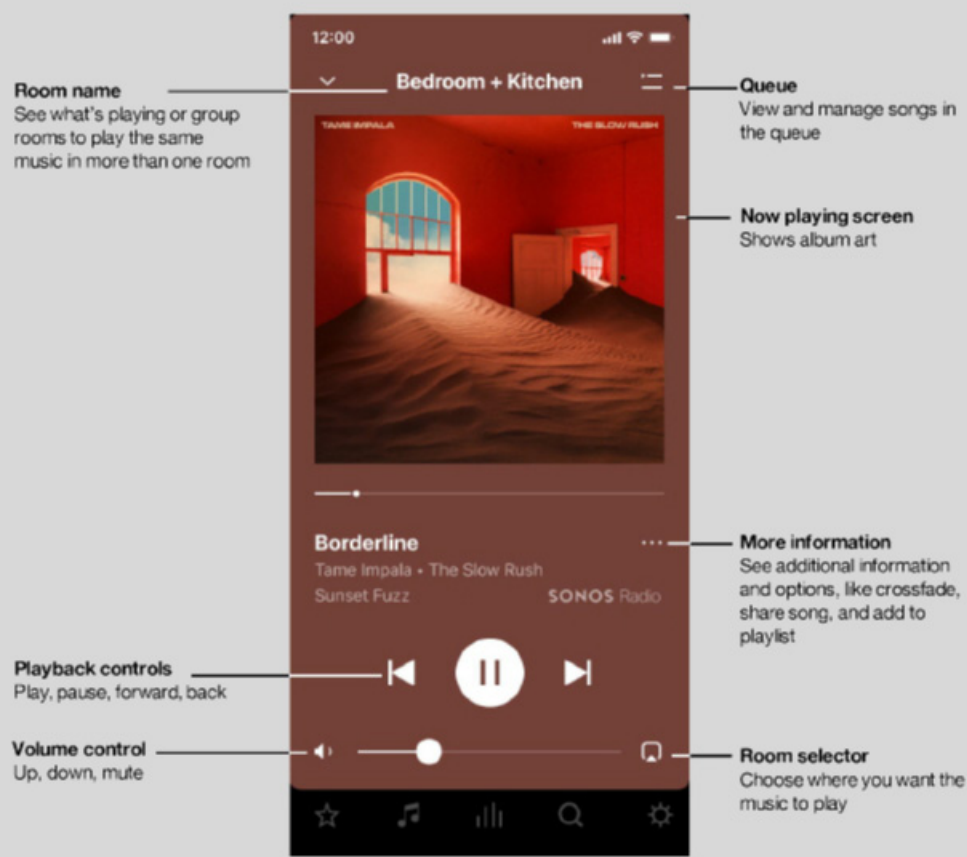 12:00
Bedroom + Kitchen
Room name
See what's playing or group
rooms to play the same
music in more than one room
Queue
View and manage songs in
the queue
TAME IMPALA
THE SLOW RUSH
Now playing screen
Shows album art
Borderline
Tame Impala • The Slow Rush
Sunset Fuzz
SONOS Radio
More information
See additional information
and options, like crossfade,
share song, and add to
playlist
Playback controls
Play, pause, forward, back
Volume control
Up, down, mute
Room selector
Choose where you want the
music to play